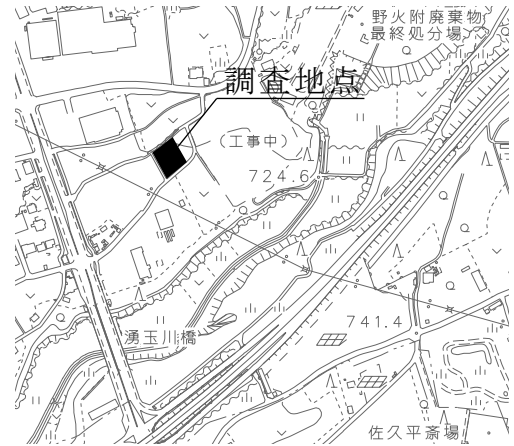 野火附廃棄物
最終処分場
調査地点
(工事中)
724.6
湧玉川橋
741.4
佐久平斎場